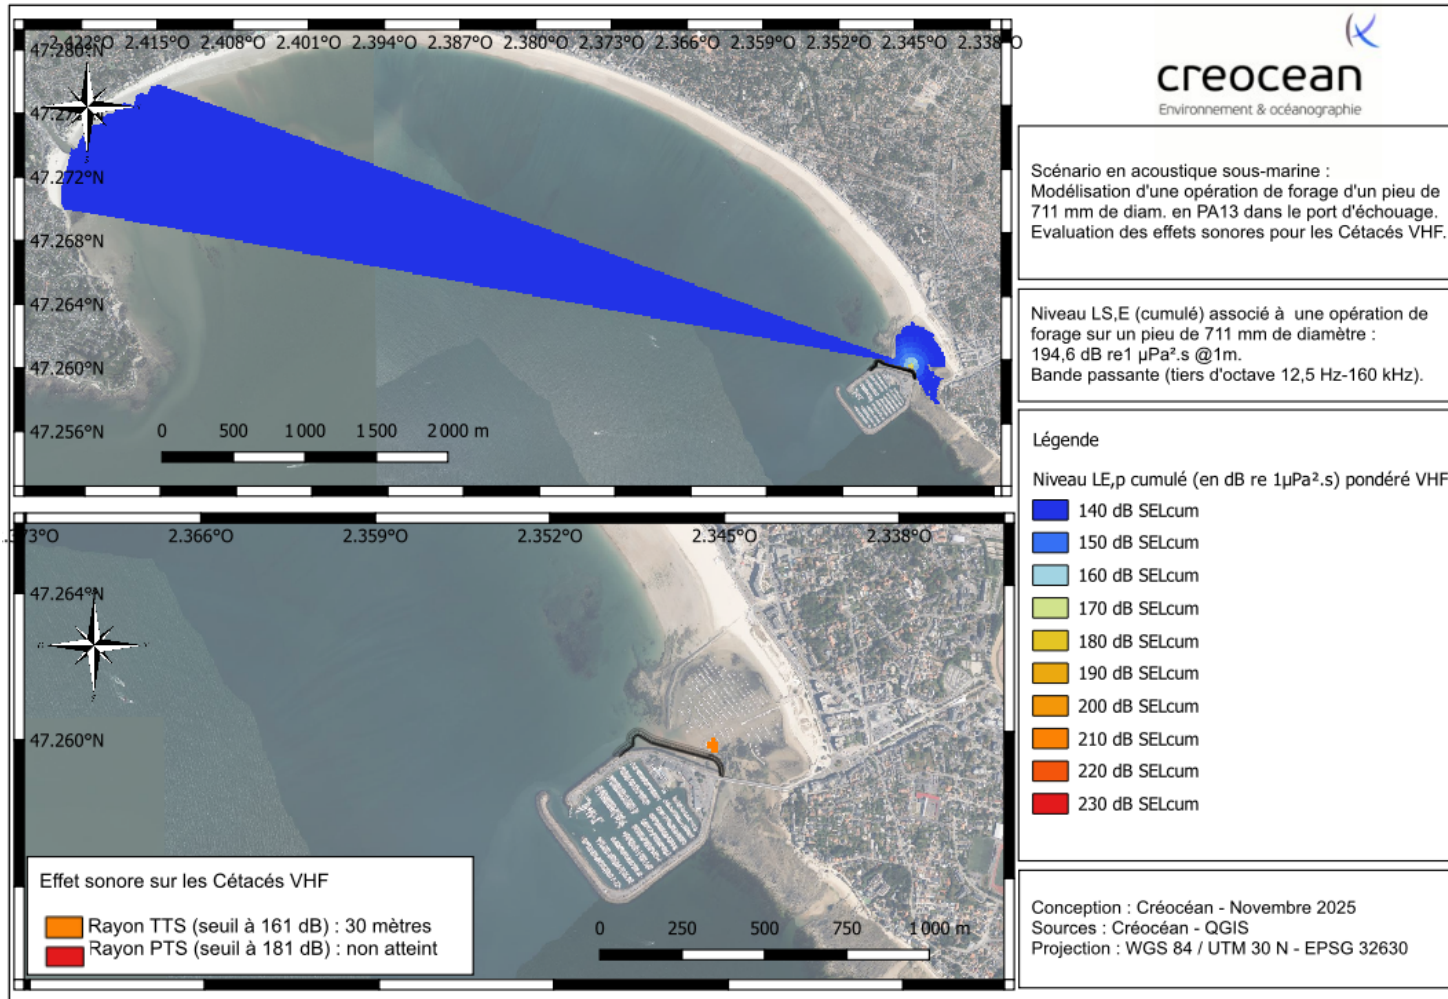 2.422°O 2.415°O 2.408°O 2.401°O 2.394°O 2.387°O 2.380°O 2.373°O 2.366°O 2.359°O 2.352°O 2.345°O 2.338°O
47.280°N
47.272°N
47.268°N
47.264°N
47.260°N
47.256°N
0 500 1000 1500 2000 m
creocean
Environnement & océanographie
Scénario en acoustique sous-marine :
Modélisation d'une opération de forage d'un pieu de
711 mm de diam. en PA13 dans le port d'échouage.
Evaluation des effets sonores pour les Cétacés VHF.
Niveau LS,E (cumulé) associé à une opération de
forage sur un pieu de 711 mm de diamètre :
194,6 dB re1 µPa².s @1m.
Bande passante (tiers d'octave 12,5 Hz-160 kHz).
Légende
Niveau LE,p cumulé (en dB re 1µPa².s) pondéré VHF
140 dB SELcum
150 dB SELcum
160 dB SELcum
170 dB SELcum
180 dB SELcum
190 dB SELcum
200 dB SELcum
210 dB SELcum
220 dB SELcum
230 dB SELcum
2.366°O 2.359°O 2.352°O 2.345°O 2.338°O
47.264°N
47.260°N
Effet sonore sur les Cétacés VHF
Rayon TTS (seuil à 161 dB) : 30 mètres
Rayon PTS (seuil à 181 dB) : non atteint
0 250 500 750 1000 m
Conception : Créocéan - Novembre 2025
Sources : Créocéan - QGIS
Projection : WGS 84 / UTM 30 N - EPSG 32630